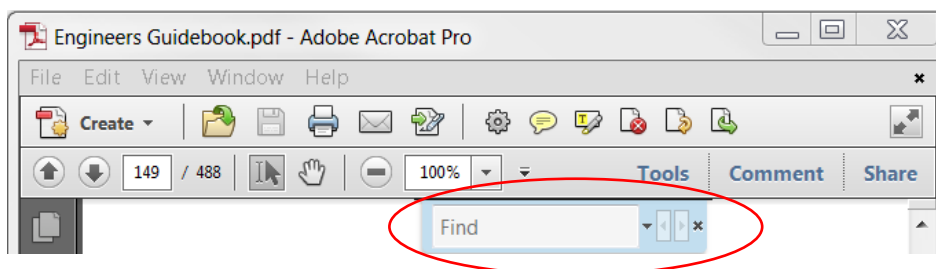 Engineers Guidebook.pdf - Adobe Acrobat Pro
File Edit View Window Help
Create
149 / 488 100% Tools Comment Share
Find